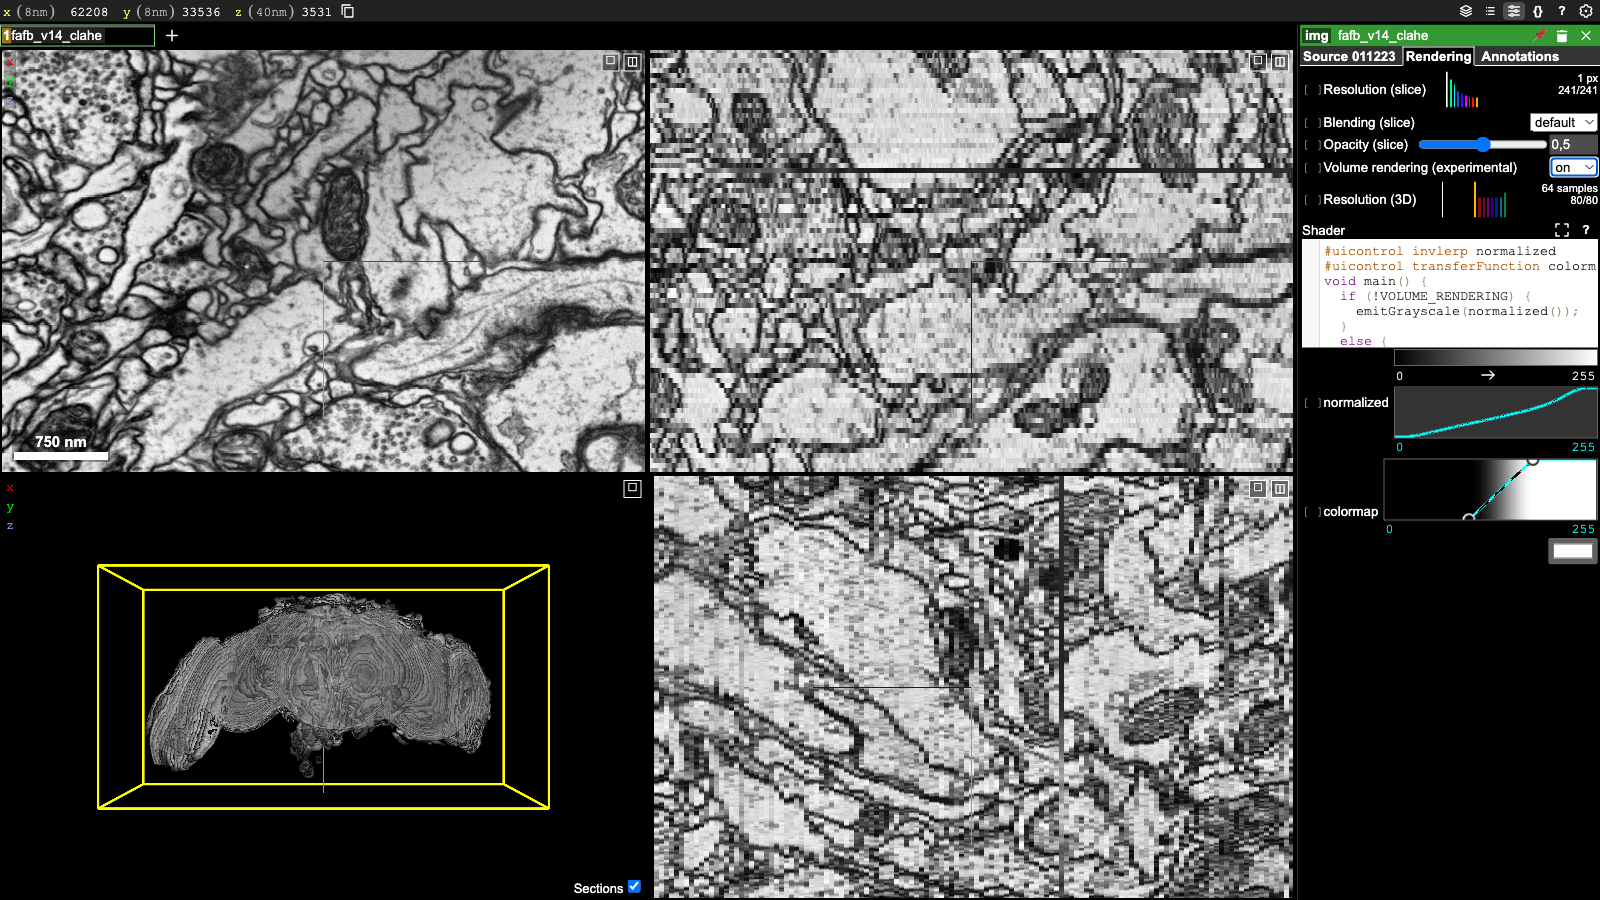 x (8nm) 62208 y (8nm) 33536 z (40nm) 3531
1 fafb_v14_clahe +
x
y
z
750 nm
x
y
z
Sections
img fafb_v14_clahe
Source 011223 Rendering Annotations
[ ] Resolution (slice) 1 px
241/241
[ ] Blending (slice) default
[ ] Opacity (slice) 0,5
[ ] Volume rendering (experimental) on
[ ] Resolution (3D) 64 samples
80/80
Shader ?
#uicontrol invlerp normalized
#uicontrol transferFunction colorm
void main() {
if (!VOLUME_RENDERING) {
emitGrayscale(normalized());
}
else {
0 → 255
[ ] normalized
0 255
[ ] colormap
0 255